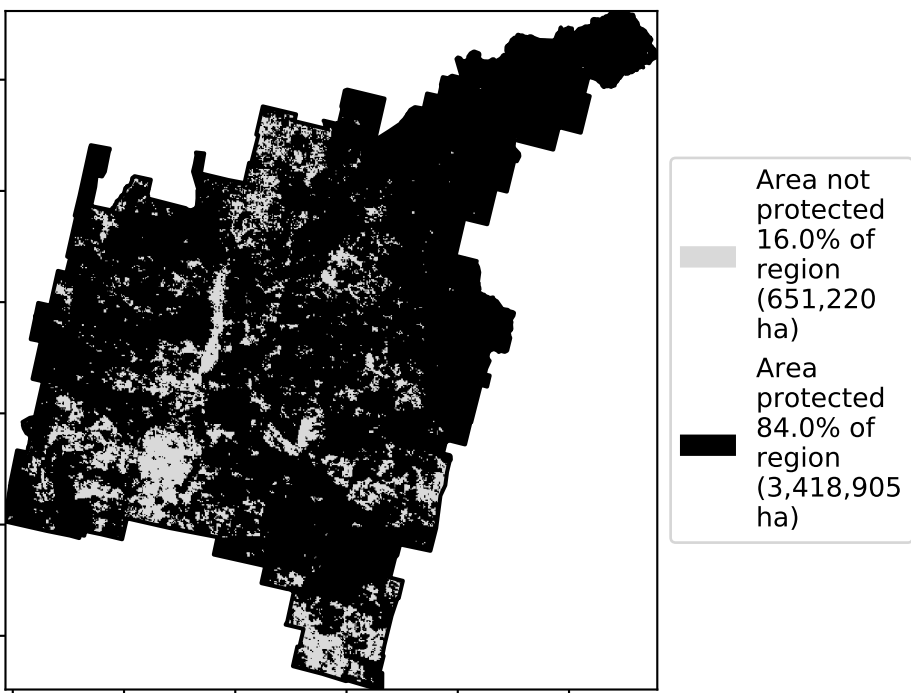 Area not
protected
16.0% of
region
(651,220
ha)
Area
protected
84.0% of
region
(3,418,905
ha)